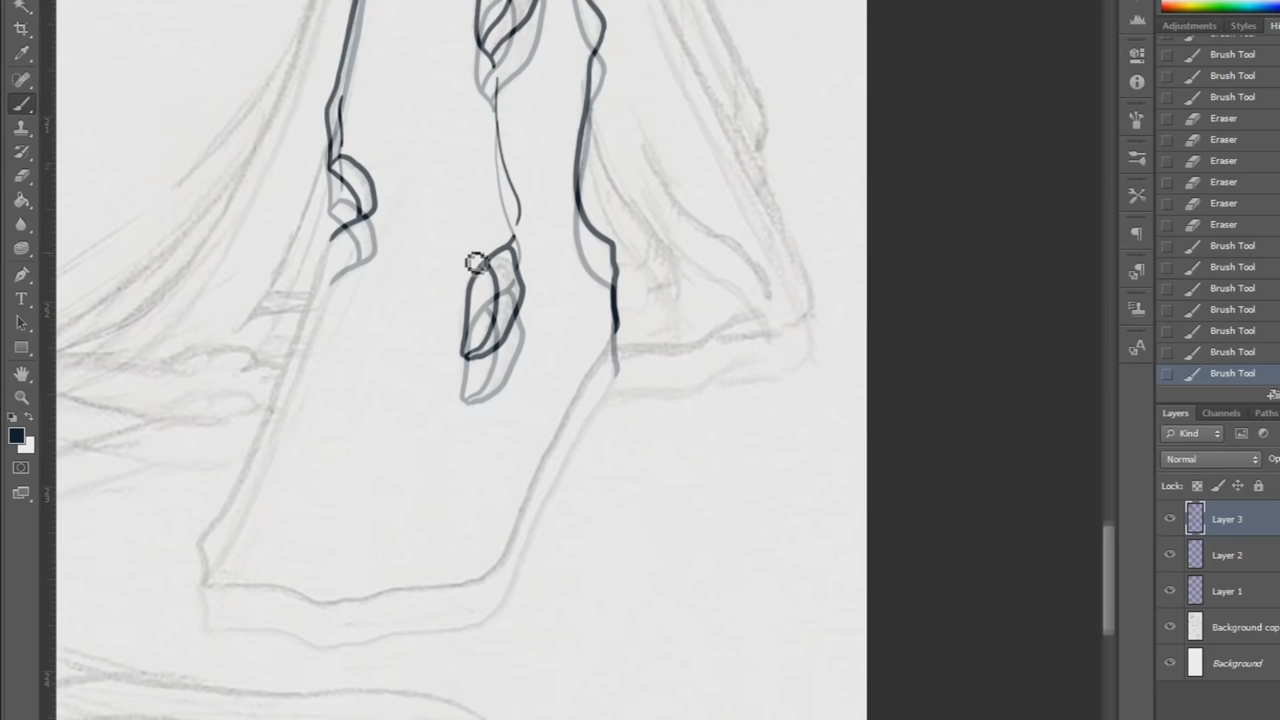 Adjustments Styles Hi
Brush Tool
Brush Tool
Brush Tool
Eraser
Eraser
Eraser
Eraser
Eraser
Eraser
Brush Tool
Brush Tool
Brush Tool
Brush Tool
Brush Tool
Brush Tool
Brush Tool
Layers Channels Paths
Kind
Normal Op
Lock:
Layer 3
Layer 2
Layer 1
Background cop
Background